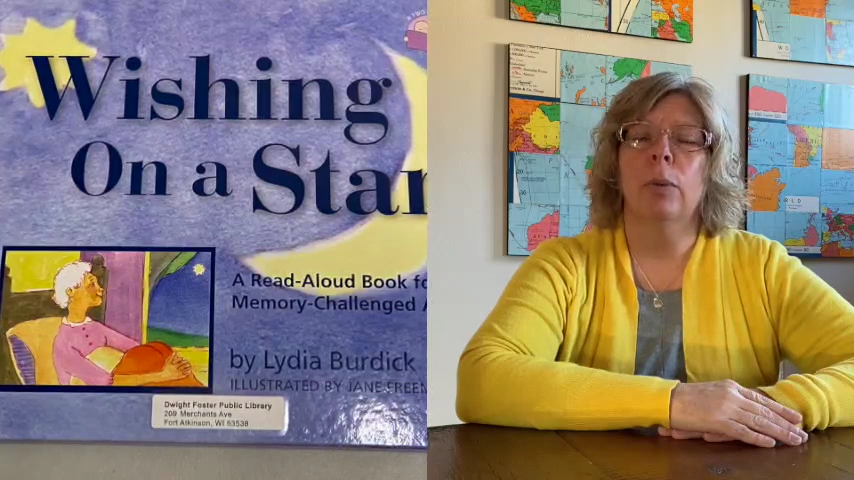 Wishing
On a Star
A Read-Aloud Book fo
Memory-Challenged A
by Lydia Burdick
ILLUSTRATED BY JANE FREEM
Dwight Foster Public Library
209 Merchants Ave
Fort Atkinson, WI 53538